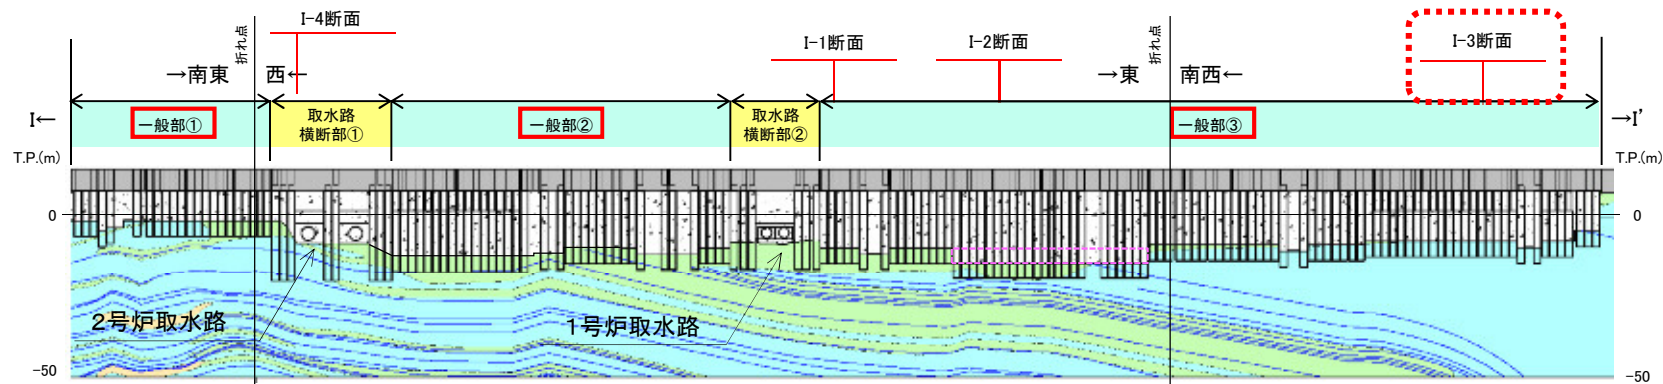 I-4断面
折れ点
I-1断面
I-2断面
折れ点
I-3断面
→南東
西←
→東
南西←
I←
一般部①
取水路
横断部①
一般部②
取水路
横断部②
一般部③
→I’
T.P.(m)
T.P.(m)
0
0
2号炉取水路
1号炉取水路
-50
-50